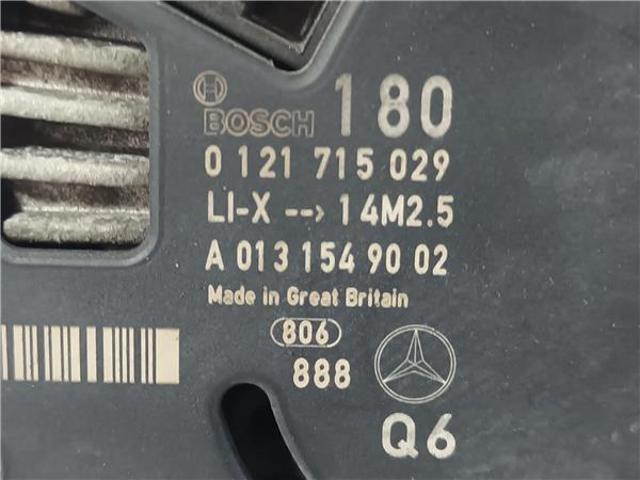 BOSCH 180
0 121 715 029
LI-X --> 14M2.5
A 013 154 90 02
Made in Great Britain
806
888
Q6